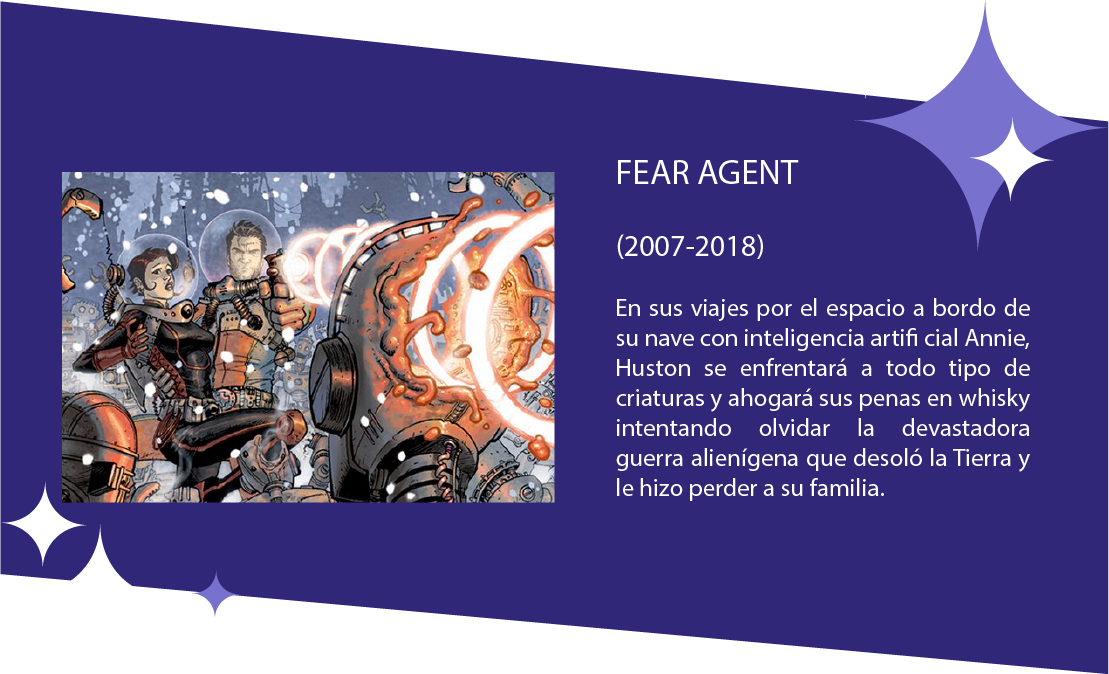 FEAR AGENT
(2007-2018)
En sus viajes por el espacio a bordo de
su nave con inteligencia artifi cial Annie,
Huston se enfrentará a todo tipo de
criaturas y ahogará sus penas en whisky
intentando olvidar la devastadora
guerra alienígena que desoló la Tierra y
le hizo perder a su familia.